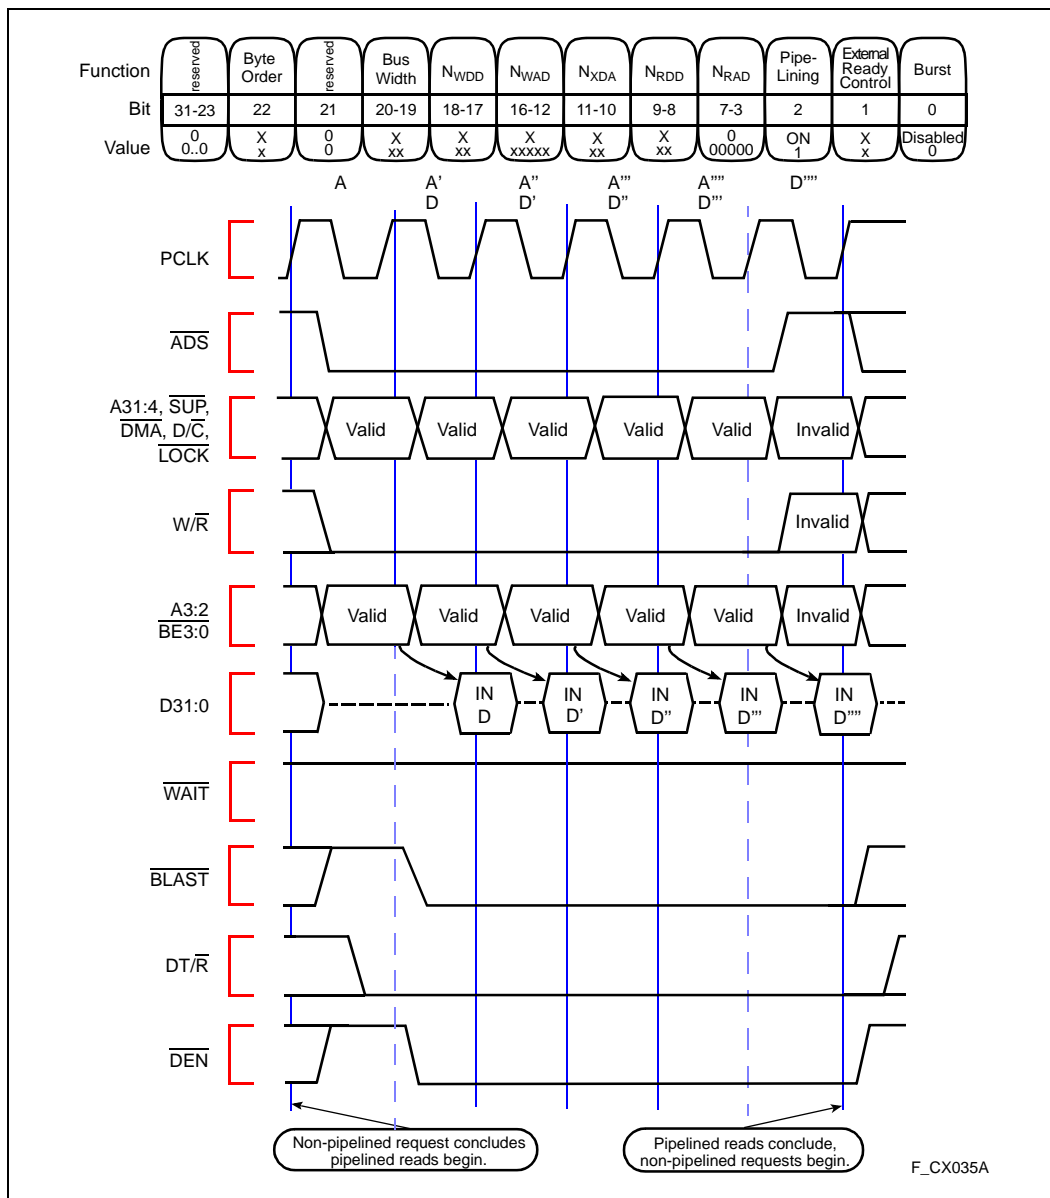 Function reserved Byte Order reserved Bus Width NWDD NWAD NXDA NRDD NRAD Pipe-Lining External Ready Control Burst
Bit 31-23 22 21 20-19 18-17 16-12 11-10 9-8 7-3 2 1 0
Value 0 X 0 X X X X X 0 ON X Disabled
0..0 x 0 xx xx xxxxx xx xx 00000 1 x 0
A A' A'' A''' A'''' D''''
D D' D'' D'''
PCLK
ADS
A31:4, SUP,
DMA, D/C,
LOCK
Valid Valid Valid Valid Valid Invalid
W/R
Invalid
A3:2
BE3:0
Valid Valid Valid Valid Valid Invalid
D31:0
IN IN IN IN IN
D D' D'' D''' D''''
WAIT
BLAST
DT/R
DEN
Non-pipelined request concludes
pipelined reads begin.
Pipelined reads conclude,
non-pipelined requests begin.
F_CX035A